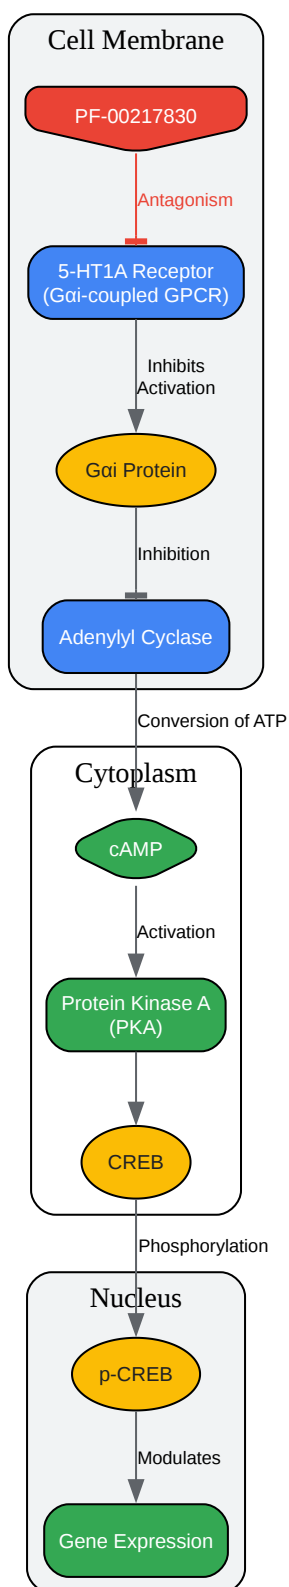 Cell Membrane
PF-00217830
Antagonism
5-HT1A Receptor
(Gαi-coupled GPCR)
Inhibits
Activation
Gαi Protein
Inhibition
Adenylyl Cyclase
Conversion of ATP
Cytoplasm
cAMP
Activation
Protein Kinase A
(PKA)
CREB
Phosphorylation
Nucleus
p-CREB
Modulates
Gene Expression